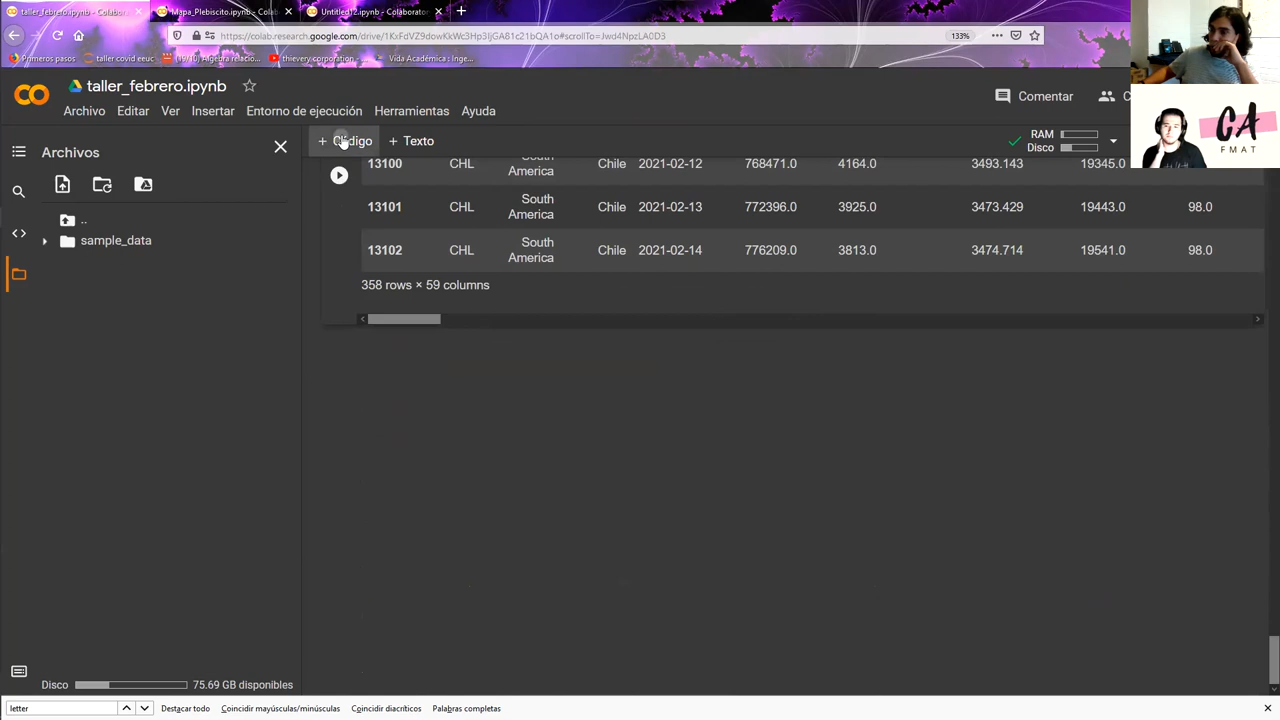 taller_febrero.ipynb - Colabora
Mapa_Plebiscito.ipynb - Colab
Untitled12.ipynb - Colaborato
https://colab.research.google.com/drive/1KxFdVZ9dowKkWc3Hp3IjGA81c21bQA1o#scrollTo=Jwd4NpzLA0D3
133%
Primeros pasos
taller covid eeuc
(19/10) Álgebra relacio...
thievery corporation -...
Vida Académica : Inge...
taller_febrero.ipynb
Comentar
C
Archivo Editar Ver Insertar Entorno de ejecución Herramientas Ayuda
Archivos
+ Código + Texto
RAM
Disco
..
sample_data
13100 CHL South America Chile 2021-02-12 768471.0 4164.0 3493.143 19345.0
13101 CHL South America Chile 2021-02-13 772396.0 3925.0 3473.429 19443.0 98.0
13102 CHL South America Chile 2021-02-14 776209.0 3813.0 3474.714 19541.0 98.0
358 rows × 59 columns
CA
FMAT
Disco 75.69 GB disponibles
letter
Destacar todo
Coincidir mayúsculas/minúsculas
Coincidir diacríticos
Palabras completas